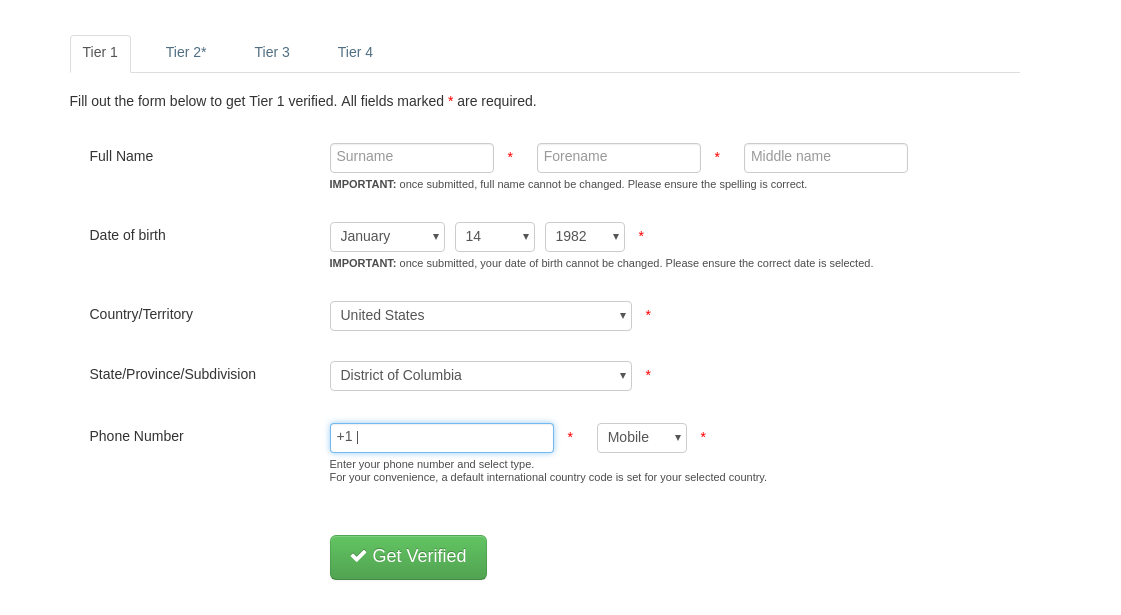 Tier 1 Tier 2* Tier 3 Tier 4
Fill out the form below to get Tier 1 verified. All fields marked * are required.
Full Name Surname * Forename * Middle name
IMPORTANT: once submitted, full name cannot be changed. Please ensure the spelling is correct.
Date of birth January 14 1982 *
IMPORTANT: once submitted, your date of birth cannot be changed. Please ensure the correct date is selected.
Country/Territory United States *
State/Province/Subdivision District of Columbia *
Phone Number +1 * Mobile *
Enter your phone number and select type.
For your convenience, a default international country code is set for your selected country.
Get Verified